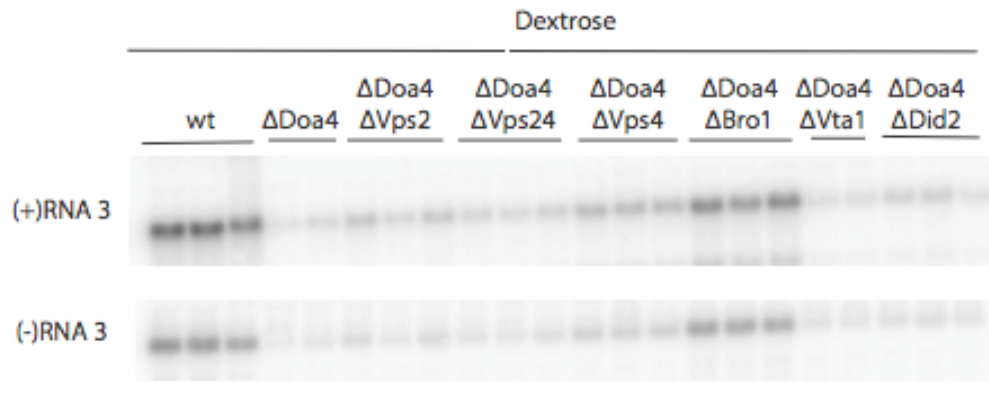 Dextrose
ΔDoa4 ΔDoa4 ΔDoa4 ΔDoa4 ΔDoa4 ΔDoa4
wt ΔDoa4 ΔVps2 ΔVps24 ΔVps4 ΔBro1 ΔVta1 ΔDid2
(+)RNA 3
(-)RNA 3